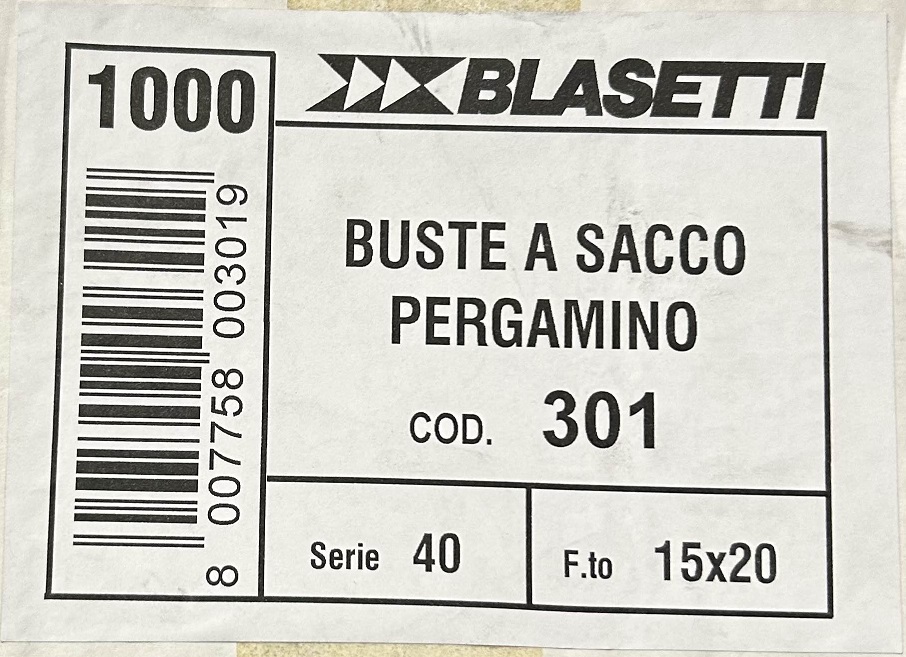 1000
BLASETTI
8 007758 003019
BUSTE A SACCO
PERGAMINO
COD. 301
Serie 40
F.to 15x20